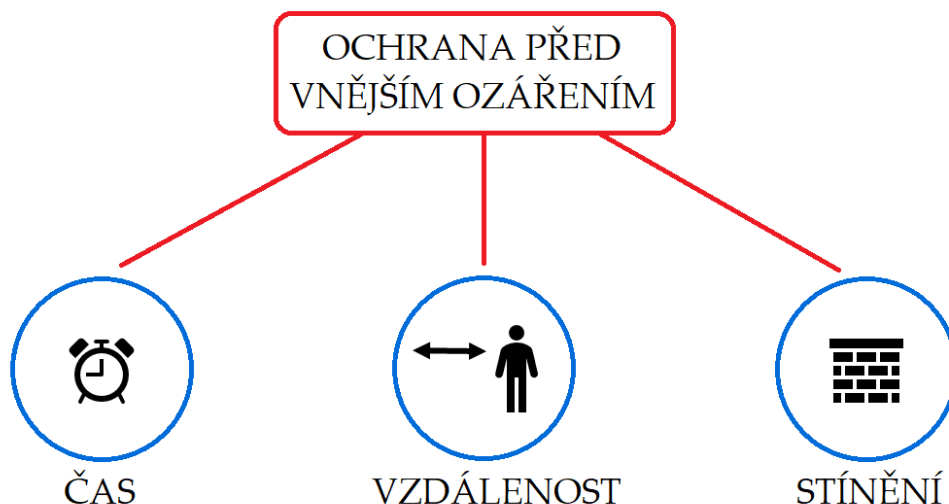 OCHRANA PŘED
VNĚJŠÍM OZÁŘENÍM
ČAS
VZDÁLENOST
STÍNĚNÍ